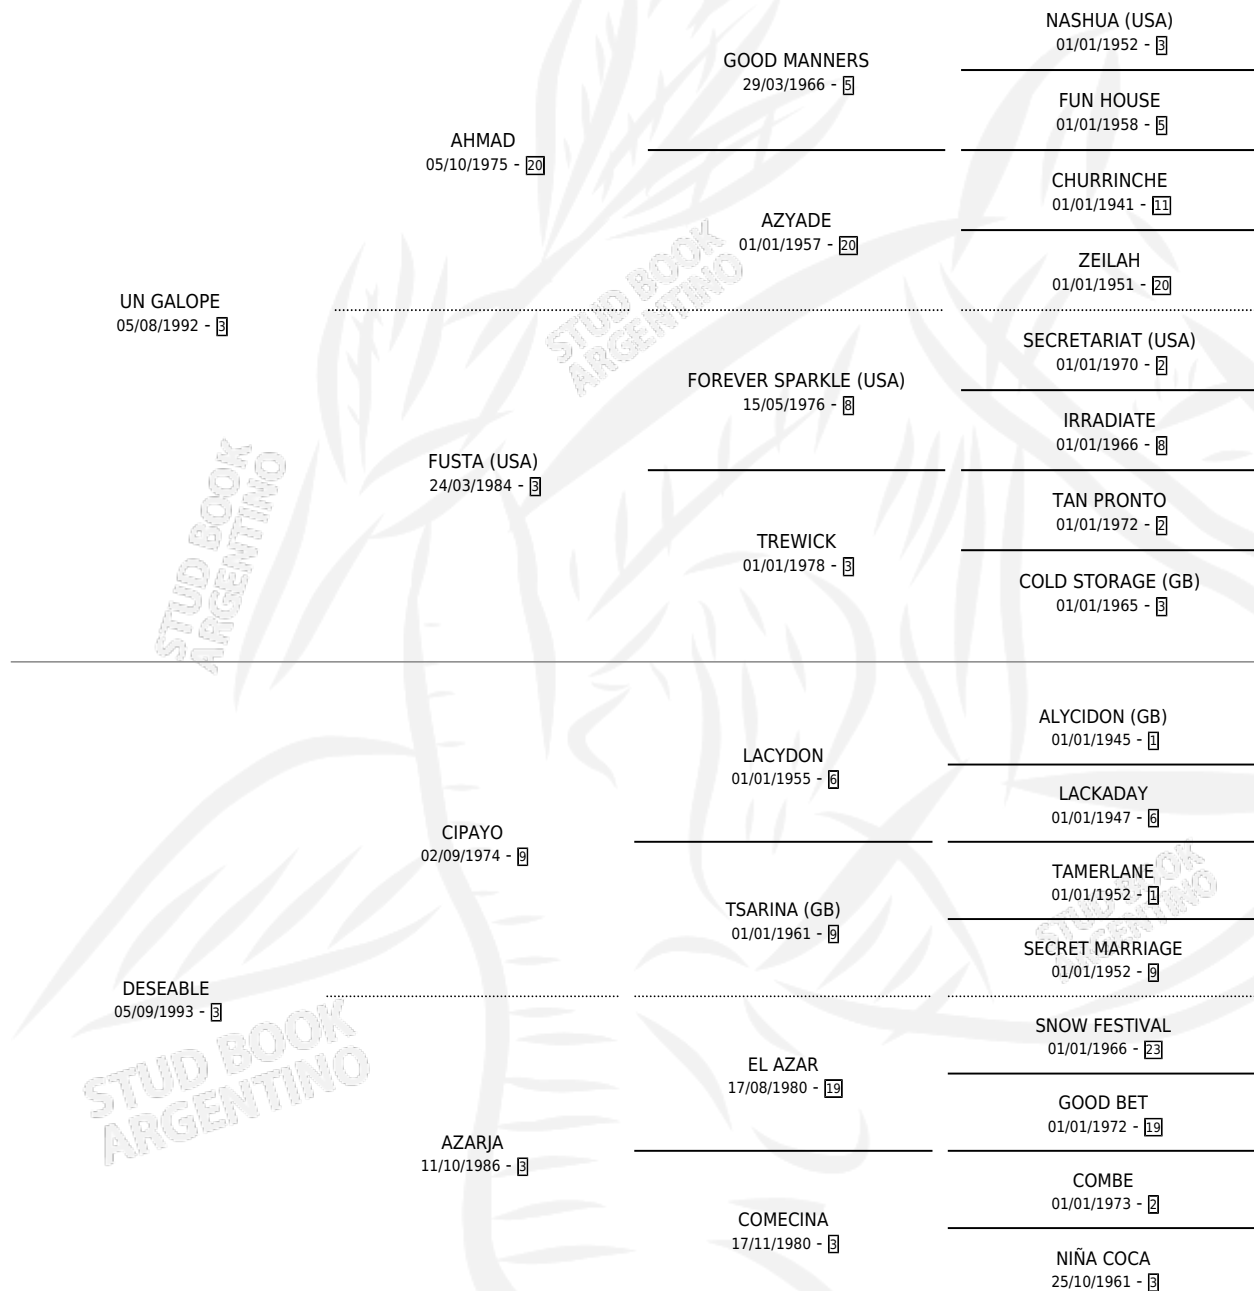 NASHUA (USA)
01/01/1952 - 3
GOOD MANNERS
29/03/1966 - 5
FUN HOUSE
01/01/1958 - 5
AHMAD
05/10/1975 - 20
CHURRINCHE
01/01/1941 - 11
AZYADE
01/01/1957 - 20
ZEILAH
01/01/1951 - 20
UN GALOPE
05/08/1992 - 3
SECRETARIAT (USA)
01/01/1970 - 2
FOREVER SPARKLE (USA)
15/05/1976 - 8
IRRADIATE
01/01/1966 - 8
FUSTA (USA)
24/03/1984 - 3
TAN PRONTO
01/01/1972 - 2
TREWICK
01/01/1978 - 3
COLD STORAGE (GB)
01/01/1965 - 3
ALYCIDON (GB)
01/01/1945 - 1
LACYDON
01/01/1955 - 6
LACKADAY
01/01/1947 - 6
CIPAYO
02/09/1974 - 9
TAMERLANE
01/01/1952 - 1
TSARINA (GB)
01/01/1961 - 9
SECRET MARRIAGE
01/01/1952 - 9
DESEABLE
05/09/1993 - 3
SNOW FESTIVAL
01/01/1966 - 23
EL AZAR
17/08/1980 - 19
GOOD BET
01/01/1972 - 19
AZARJA
11/10/1986 - 3
COMBE
01/01/1973 - 2
COMECINA
17/11/1980 - 3
NIÑA COCA
25/10/1961 - 3
STUD BOOK
ARGENTINO
STUD BOOK
ARGENTINO
STUD BOOK
ARGENTINO
STUD BOOK
ARGENTINO